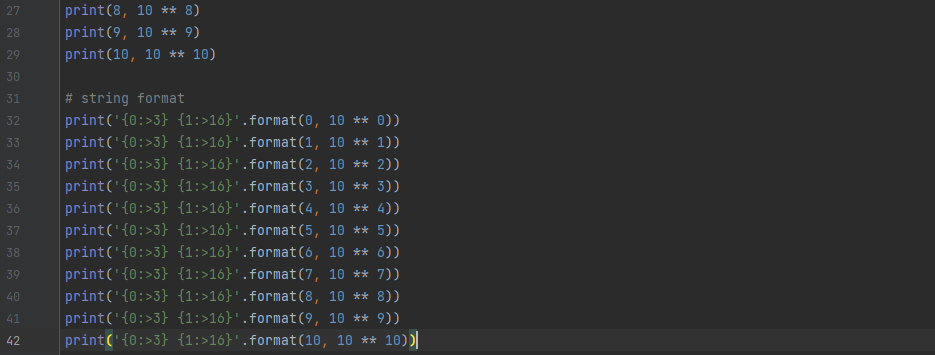 27 print(8, 10 ** 8)
28 print(9, 10 ** 9)
29 print(10, 10 ** 10)
30
31 # string format
32 print('{0:>3} {1:>16}'.format(0, 10 ** 0))
33 print('{0:>3} {1:>16}'.format(1, 10 ** 1))
34 print('{0:>3} {1:>16}'.format(2, 10 ** 2))
35 print('{0:>3} {1:>16}'.format(3, 10 ** 3))
36 print('{0:>3} {1:>16}'.format(4, 10 ** 4))
37 print('{0:>3} {1:>16}'.format(5, 10 ** 5))
38 print('{0:>3} {1:>16}'.format(6, 10 ** 6))
39 print('{0:>3} {1:>16}'.format(7, 10 ** 7))
40 print('{0:>3} {1:>16}'.format(8, 10 ** 8))
41 print('{0:>3} {1:>16}'.format(9, 10 ** 9))
42 print('{0:>3} {1:>16}'.format(10, 10 ** 10))